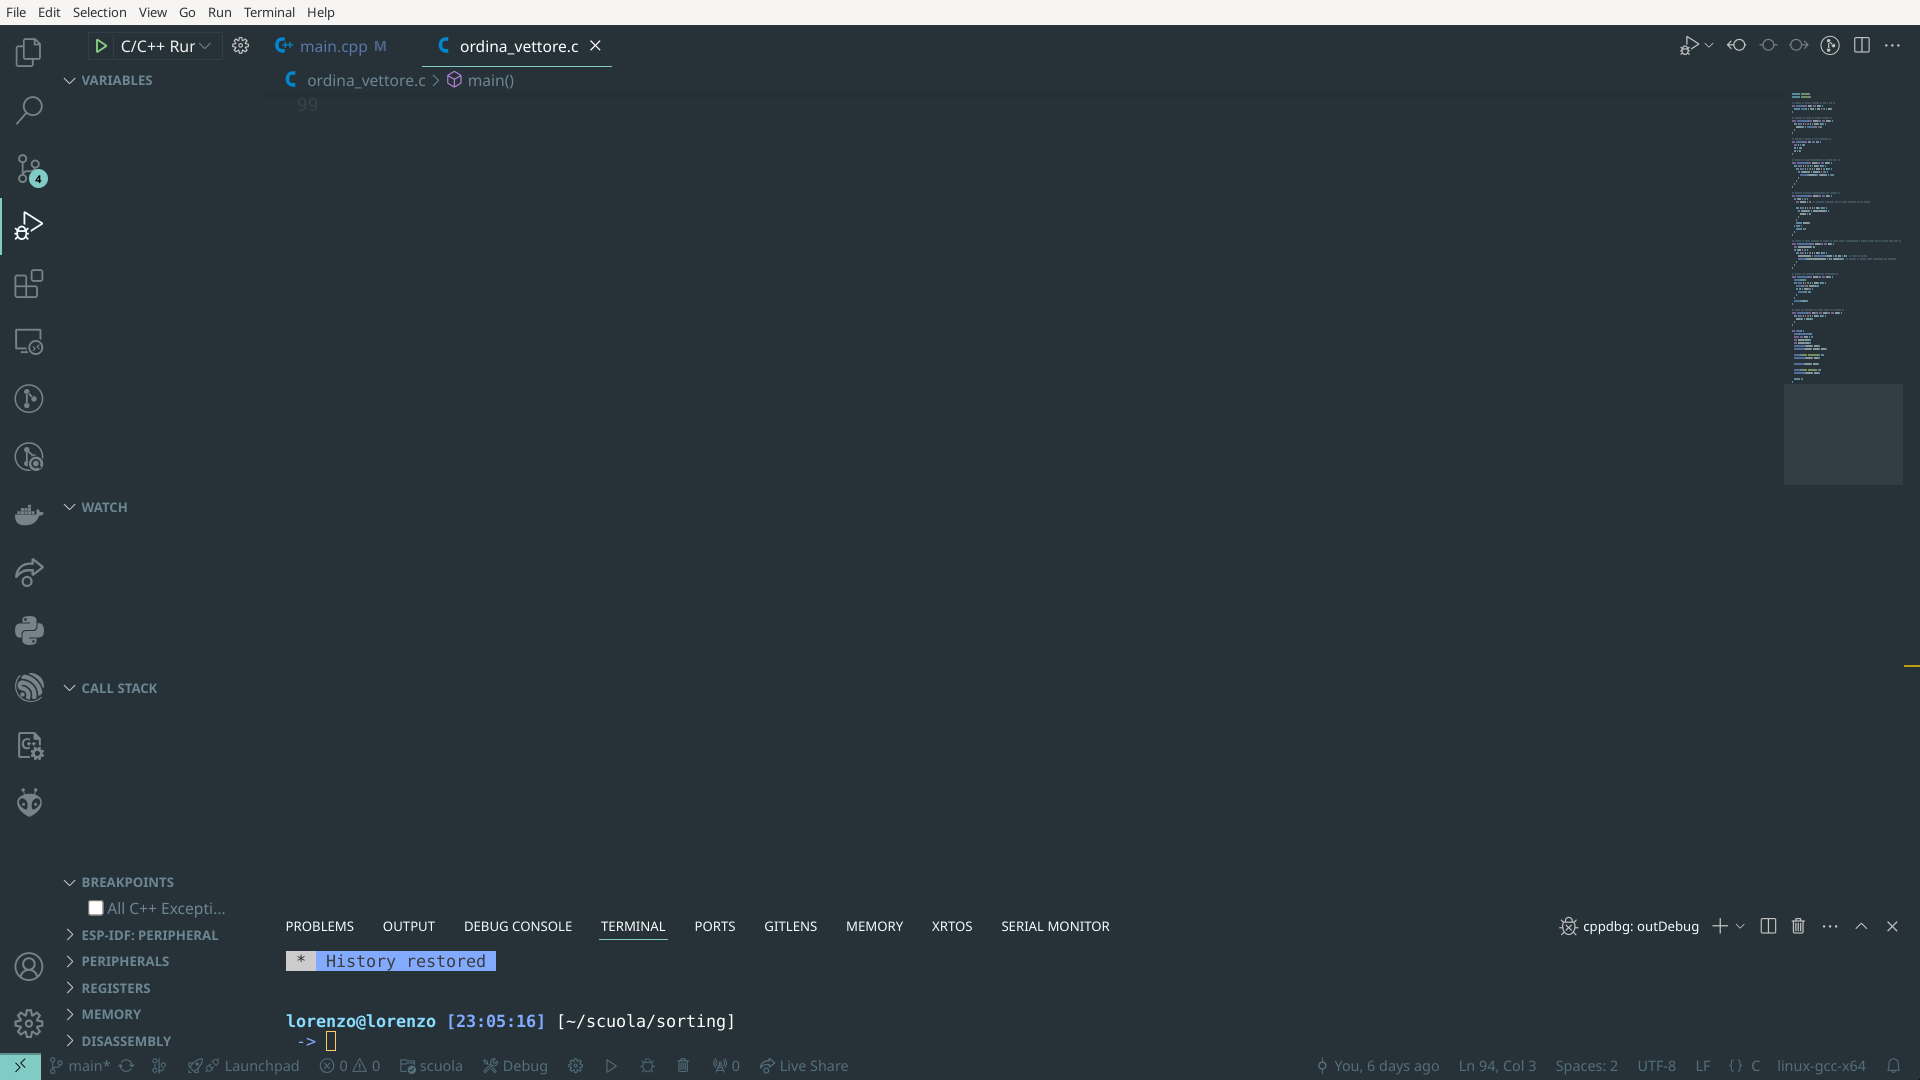 File Edit Selection View Go Run Terminal Help
C/C++ Rur
main.cpp M
ordina_vettore.c
VARIABLES
ordina_vettore.c > main()
99
4
WATCH
CALL STACK
BREAKPOINTS
All C++ Excepti...
ESP-IDF: PERIPHERAL
PERIPHERALS
REGISTERS
MEMORY
DISASSEMBLY
PROBLEMS OUTPUT DEBUG CONSOLE TERMINAL PORTS GITLENS MEMORY XRTOS SERIAL MONITOR
cppdbg: outDebug
* History restored
lorenzo@lorenzo [23:05:16] [~/scuola/sorting]
->
main* Launchpad 0 0 scuola Debug 0 Live Share
You, 6 days ago Ln 94, Col 3 Spaces: 2 UTF-8 LF {} C linux-gcc-x64